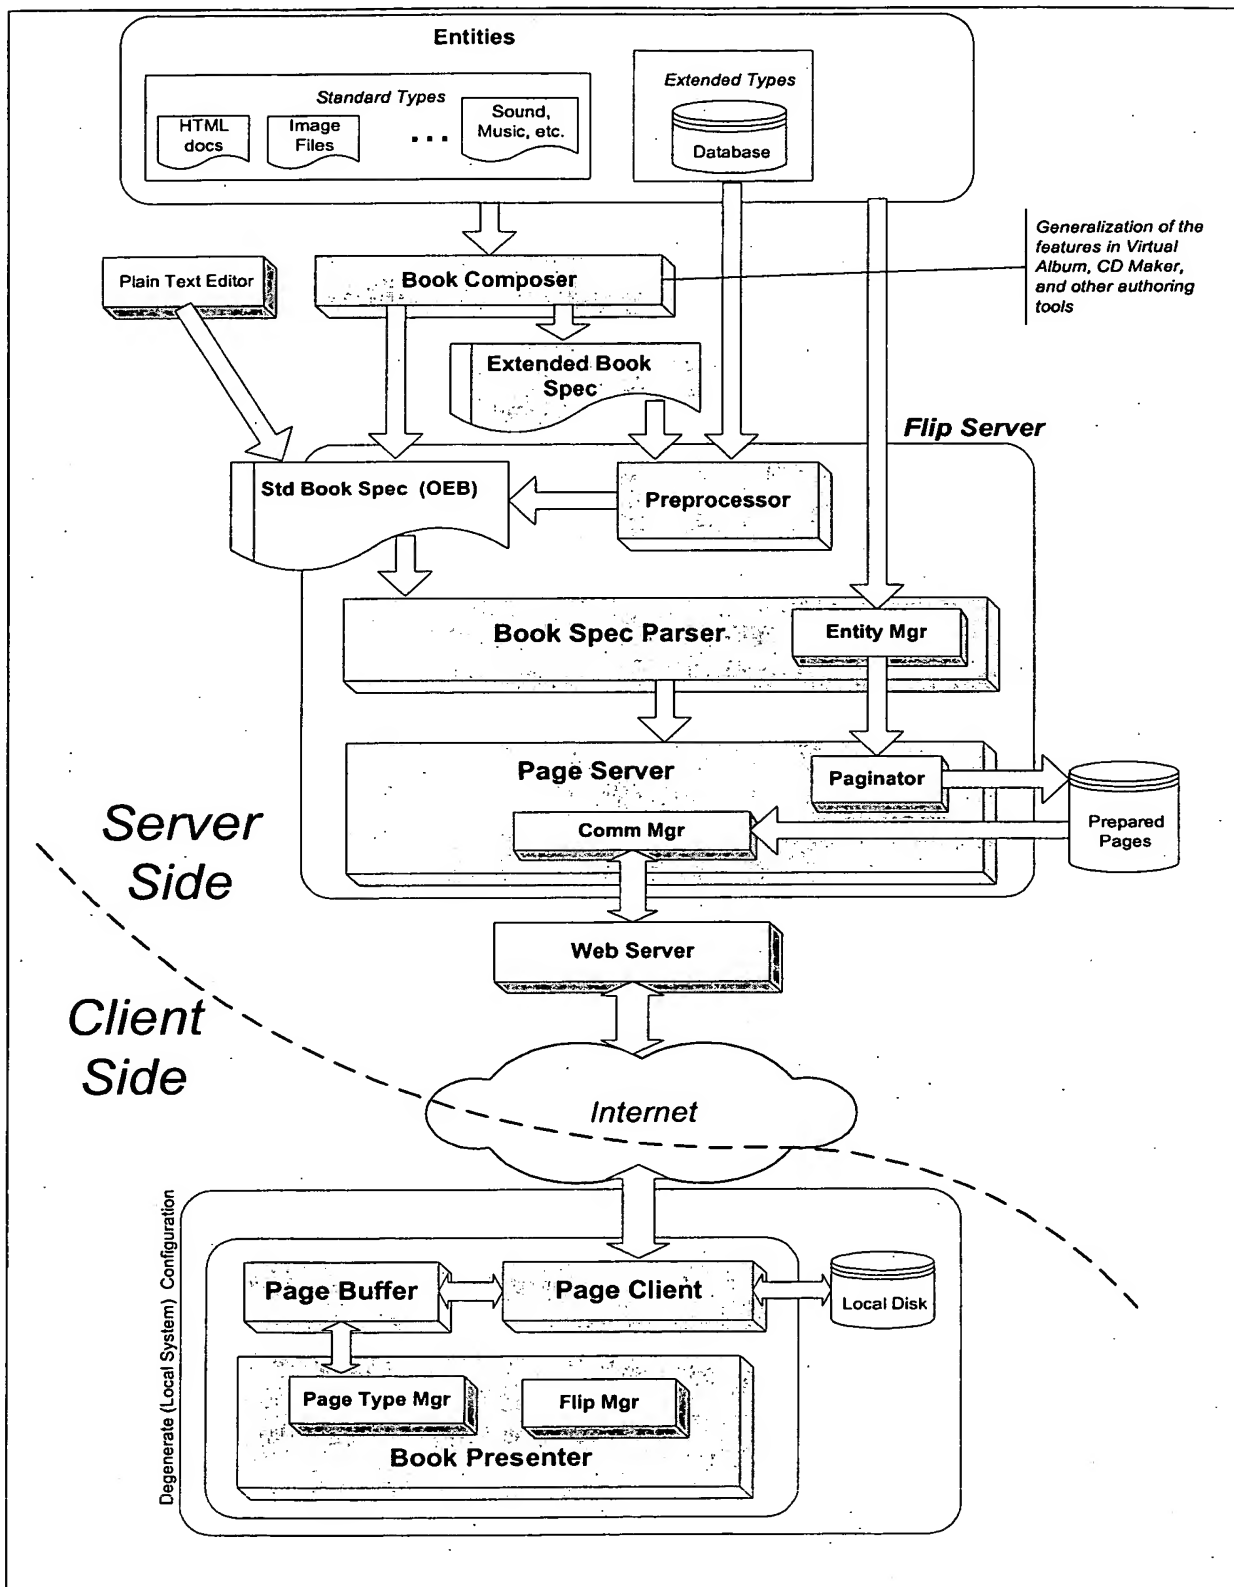 Entities
Standard Types
HTML
docs
Image
Files
...
Sound,
Music, etc.
Extended Types
Database
Generalization of the
features in Virtual
Album, CD Maker,
and other authoring
tools
Plain Text Editor
Book Composer
Extended Book
Spec
Flip Server
Std Book Spec (OEB)
Preprocessor
Book Spec Parser
Entity Mgr
Page Server
Paginator
Comm Mgr
Prepared
Pages
Server
Side
Web Server
Client
Side
Internet
Degenerate (Local System) Configuration
Page Buffer
Page Client
Local Disk
Page Type Mgr
Flip Mgr
Book Presenter